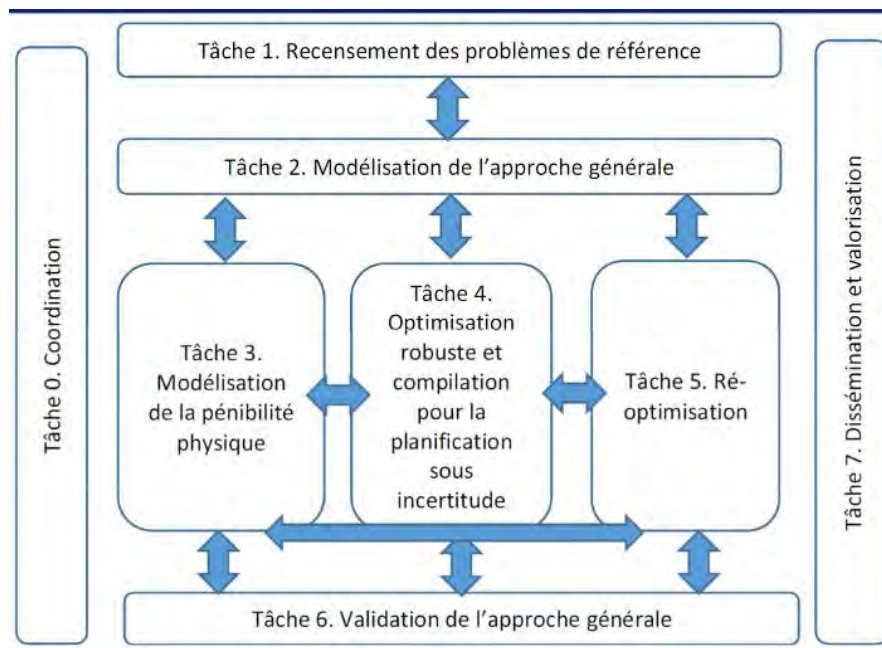 Tâche 0. Coordination
Tâche 1. Recensement des problèmes de référence
Tâche 2. Modélisation de l’approche générale
Tâche 3.
Modélisation
de la pénibilité
physique
Tâche 4.
Optimisation
robuste et
compilation
pour la
planification
sous
incertitude
Tâche 5. Ré-
optimisation
Tâche 6. Validation de l’approche générale
Tâche 7. Dissémination et valorisation